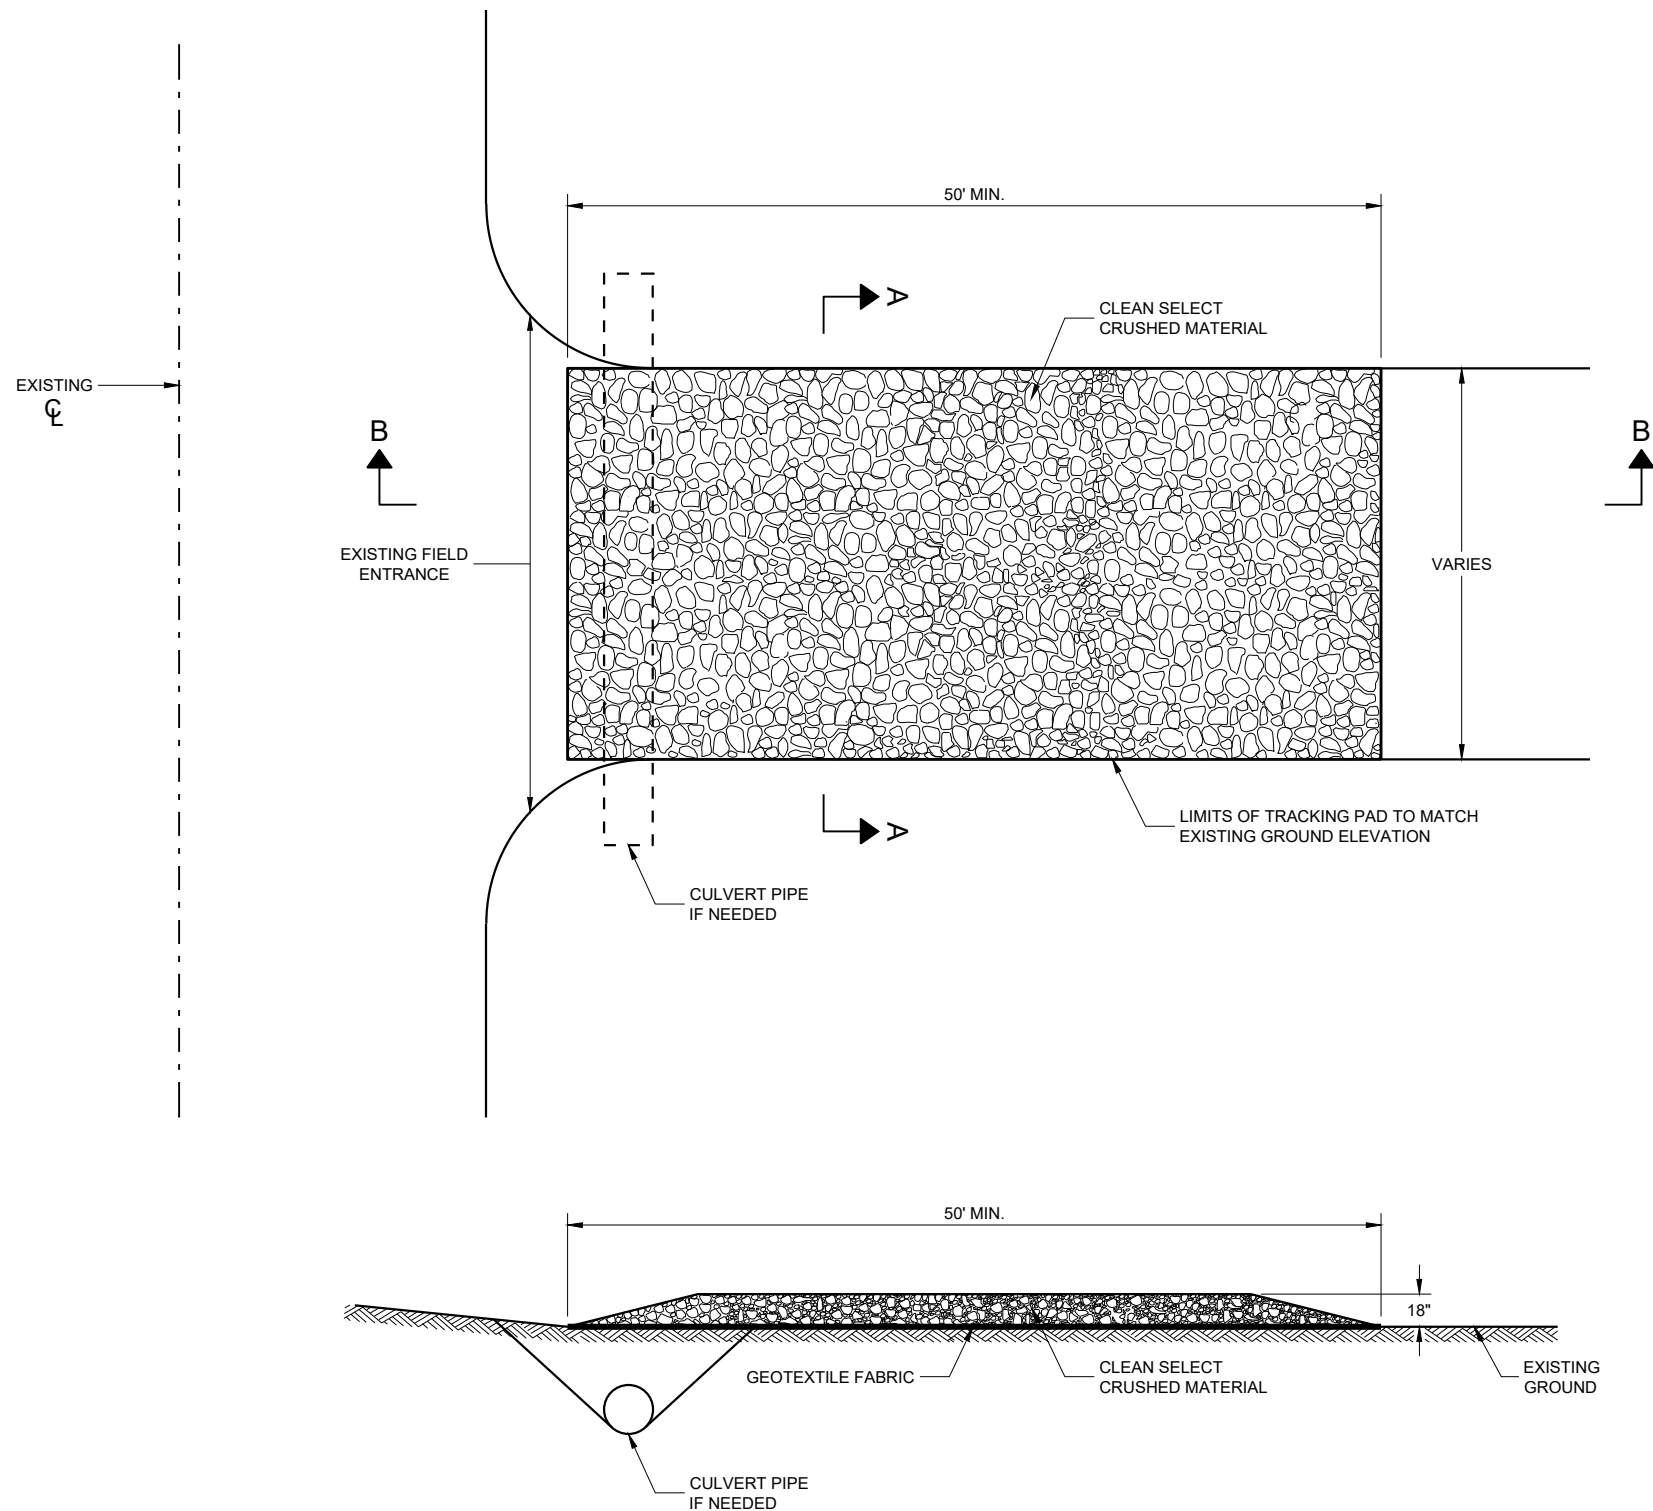 50' MIN.
A
CLEAN SELECT
CRUSHED MATERIAL
EXISTING
℄
B
B
EXISTING FIELD
ENTRANCE
VARIES
LIMITS OF TRACKING PAD TO MATCH
EXISTING GROUND ELEVATION
A
CULVERT PIPE
IF NEEDED
50' MIN.
18"
GEOTEXTILE FABRIC
CLEAN SELECT
CRUSHED MATERIAL
EXISTING
GROUND
CULVERT PIPE
IF NEEDED